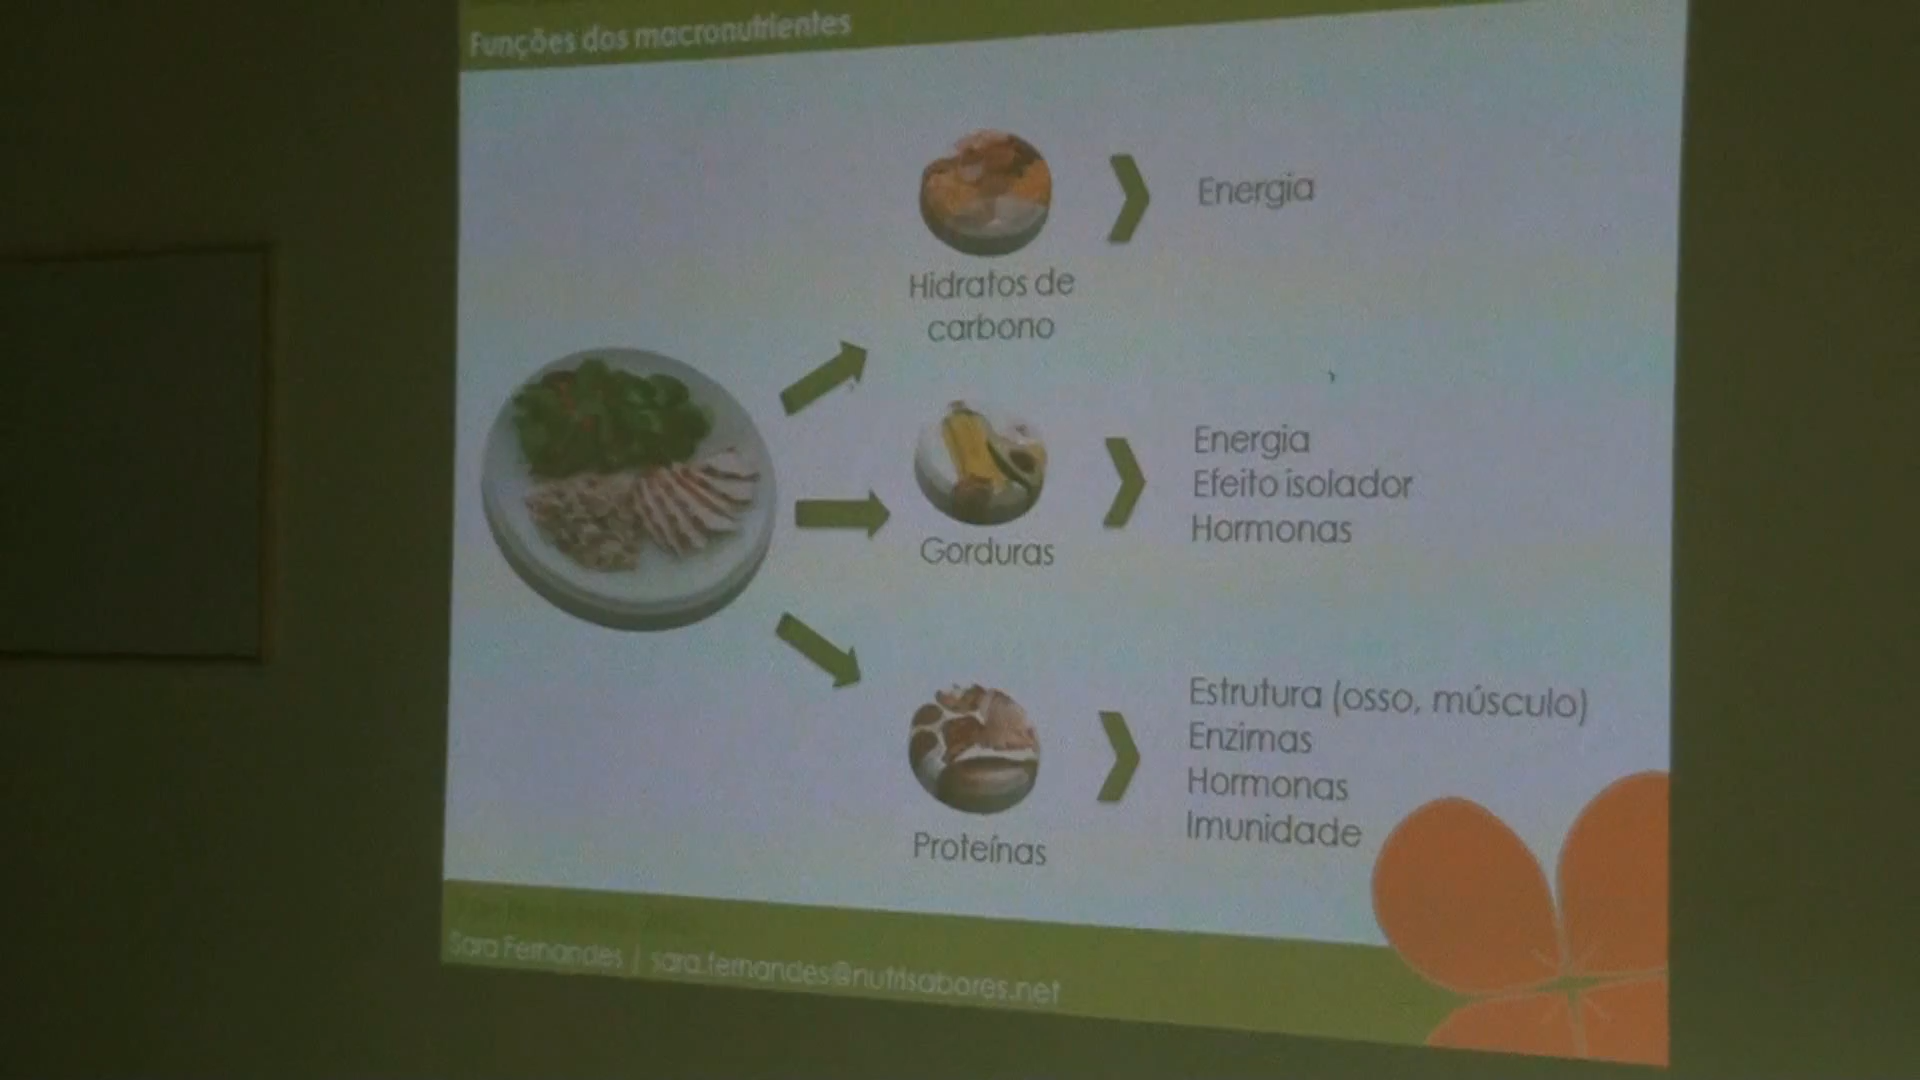 Funções dos macronutrientes
Energia
Hidratos de
carbono
Energia
Efeito isolador
Hormonas
Gorduras
Estrutura (osso, músculo)
Enzimas
Hormonas
Imunidade
Proteínas
Sara Fernandes | sara.fernandes@nutrisabores.net